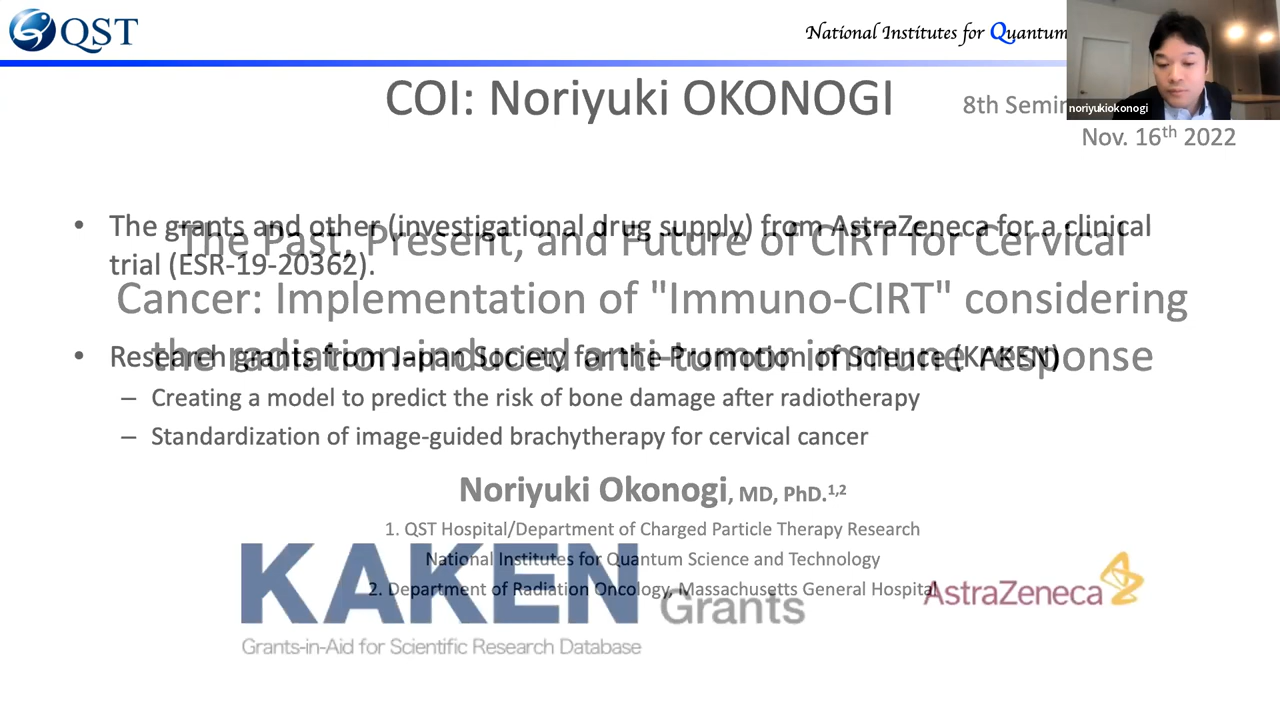 QST
National Institutes for Quantum
COI: Noriyuki OKONOGI
8th Semin
noriyukiokonogi
Nov. 16th 2022
• The grants and other (investigational drug supply) from AstraZeneca for a clinical
trial (ESR-19-20362).
The Past, Present, and Future of CIRT for Cervical
Cancer: Implementation of "Immuno-CIRT" considering
the radiation-induced anti-tumor immune response
• Research grants from Japan Society for the Promotion of Science (KAKEN)
– Creating a model to predict the risk of bone damage after radiotherapy
– Standardization of image-guided brachytherapy for cervical cancer
Noriyuki Okonogi, MD, PhD.1,2
1. QST Hospital/Department of Charged Particle Therapy Research
National Institutes for Quantum Science and Technology
2. Department of Radiation Oncology, Massachusetts General Hospital
KAKEN Grants
Grants-in-Aid for Scientific Research Database
AstraZeneca